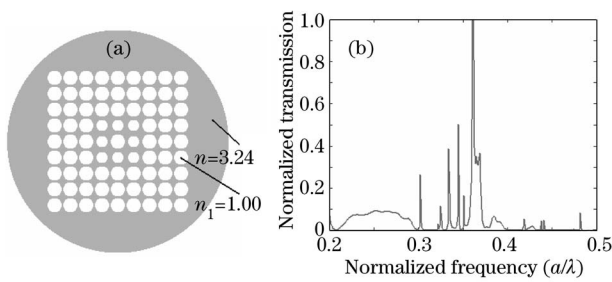 (a)
n=3.24
n₁=1.00
Normalized transmission
1.0
0.8
0.6
0.4
0.2
0
(b)
0.2 0.3 0.4 0.5
Normalized frequency (a/λ)